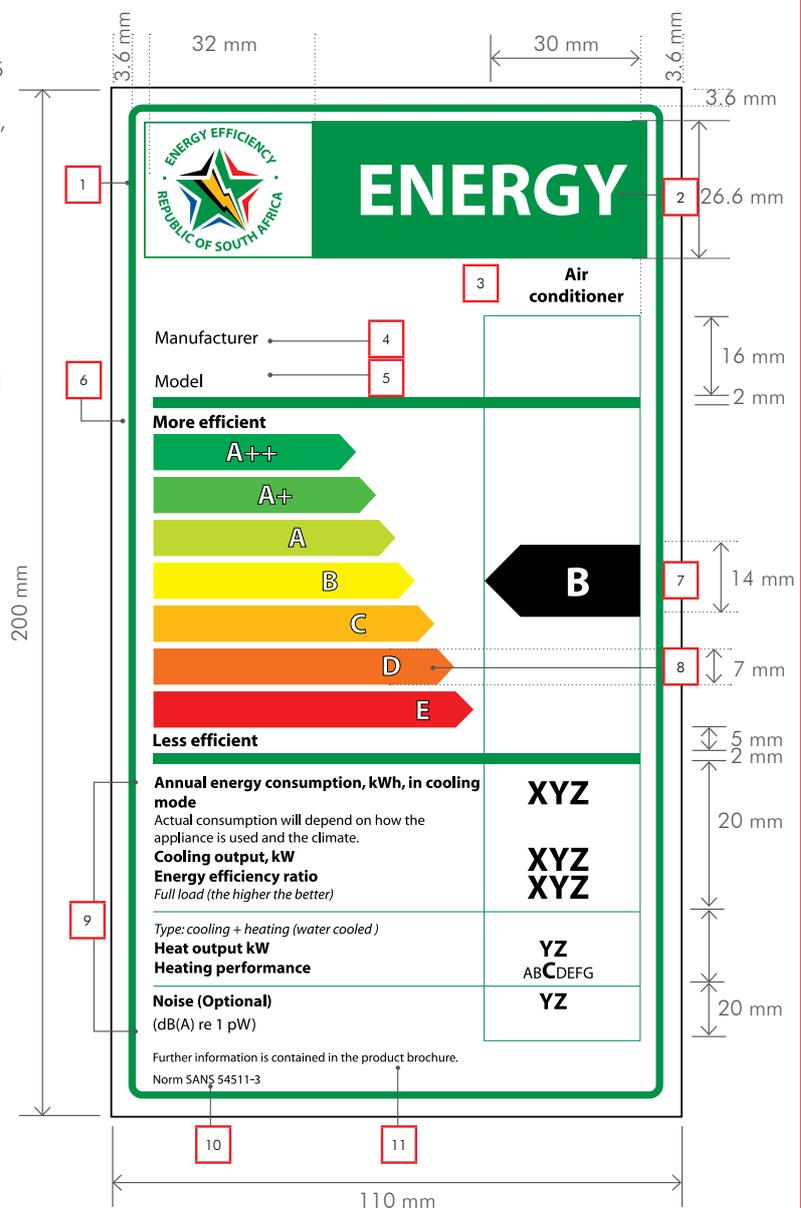 3.6 mm
32 mm
30 mm
3.6 mm
3.6 mm
ENERGY EFFICIENCY
REPUBLIC OF SOUTH AFRICA
ENERGY
1
2
26.6 mm
3
Air
conditioner
Manufacturer
4
16 mm
6
Model
5
2 mm
More efficient
A++
A+
A
B
B
7
14 mm
C
200 mm
D
8
7 mm
E
Less efficient
5 mm
2 mm
Annual energy consumption, kWh, in cooling
mode
XYZ
Actual consumption will depend on how the
appliance is used and the climate.
20 mm
Cooling output, kW
XYZ
Energy efficiency ratio
XYZ
Full load (the higher the better)
9
Type: cooling + heating (water cooled )
Heat output kW
YZ
Heating performance
ABCDEFG
Noise (Optional)
YZ
20 mm
(dB(A) re 1 pW)
Further information is contained in the product brochure.
Norm SANS 54511-3
10
11
110 mm